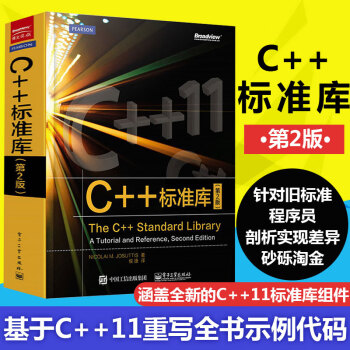 PEARSON
Broadview
C++11
C++标准库
(第2版)
C++标准库
(第2版)
The C++ Standard Library
A Tutorial and Reference, Second Edition
NICOLAI M. JOSUTTIS 著
侯捷 译
电子工业出版社
C++
标准库
•第2版•
针对旧标准
程序员
剖析实现差异
砂砾淘金
涵盖全新的C++11标准库组件
基于C++11重写全书示例代码